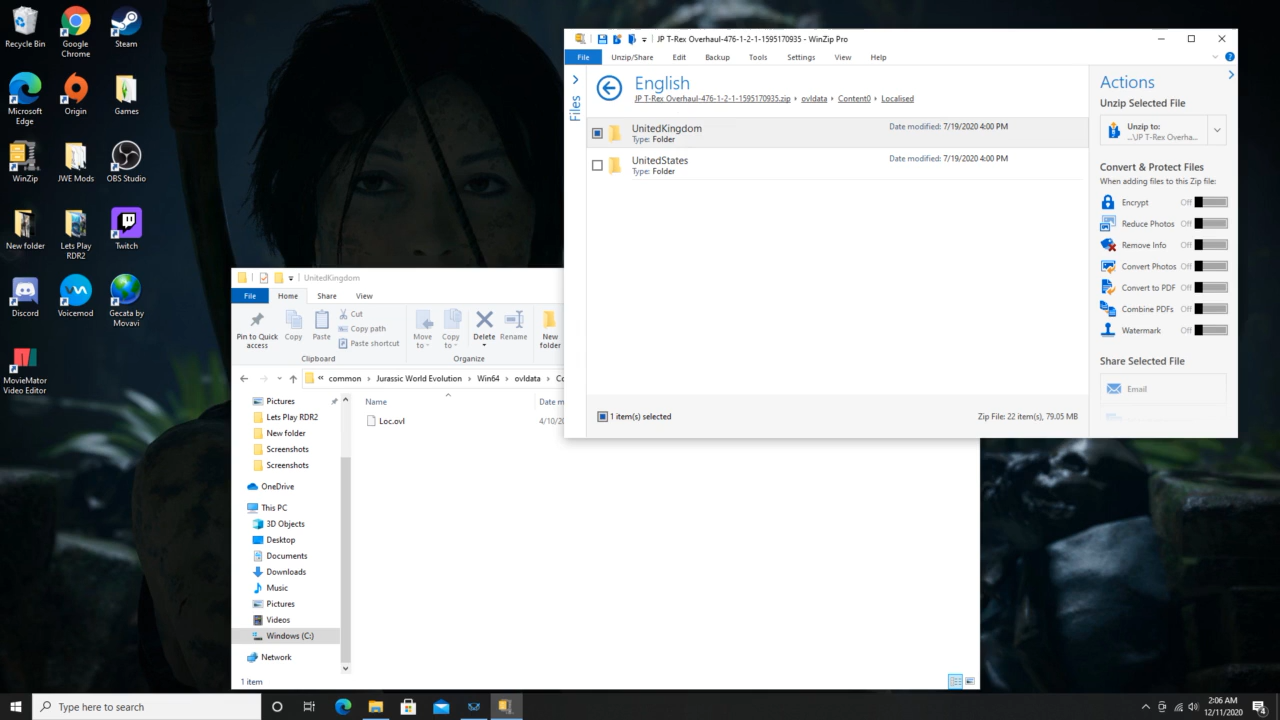 Recycle Bin
Google Chrome
Steam
Microsoft Edge
Origin
Games
WinZip
JWE Mods
OBS Studio
New folder
Lets Play RDR2
Twitch
Discord
Voicemod
Gecata by Movavi
MovieMator Video Editor
JP T-Rex Overhaul-476-1-2-1-1595170935 - WinZip Pro
File Unzip/Share Edit Backup Tools Settings View Help
Files
English
JP T-Rex Overhaul-476-1-2-1-1595170935.zip ovldata Content0 Localised
UnitedKingdom Date modified: 7/19/2020 4:00 PM
Type: Folder
UnitedStates Date modified: 7/19/2020 4:00 PM
Type: Folder
1 item(s) selected Zip File: 22 item(s), 79.05 MB
Actions
Unzip Selected File
Unzip to:
...\JP T-Rex Overha...
Convert & Protect Files
When adding files to this Zip file:
Encrypt Off
Reduce Photos Off
Remove Info Off
Convert Photos Off
Convert to PDF Off
Combine PDFs Off
Watermark Off
Share Selected File
Email
UnitedKingdom
File Home Share View
Pin to Quick access
Copy
Paste
Cut
Copy path
Paste shortcut
Move to
Copy to
Delete
Rename
New folder
Clipboard Organize
« common Jurassic World Evolution Win64 ovldata Co
Name Date m
Loc.ovl 4/10/20
Pictures
Lets Play RDR2
New folder
Screenshots
Screenshots
OneDrive
This PC
3D Objects
Desktop
Documents
Downloads
Music
Pictures
Videos
Windows (C:)
Network
1 item
Type here to search
2:06 AM
12/11/2020
4